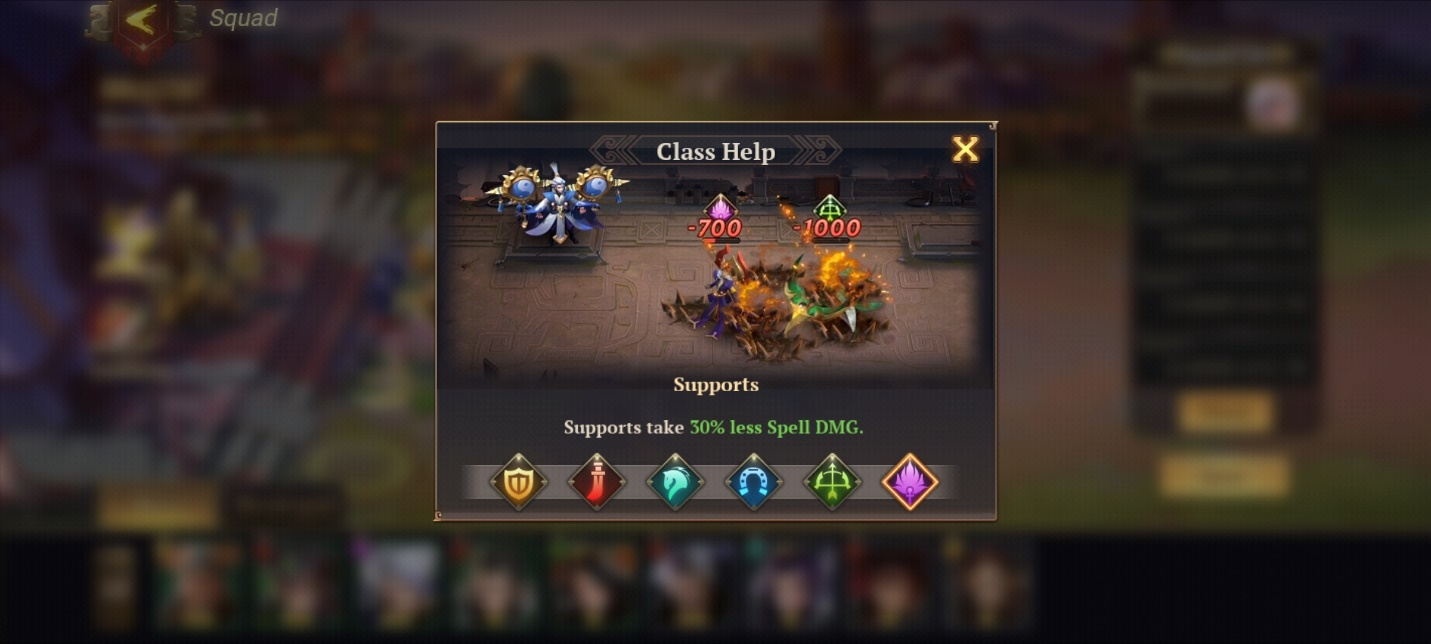 Squad
Class Help
-700
-1000
Supports
Supports take 30% less Spell DMG.